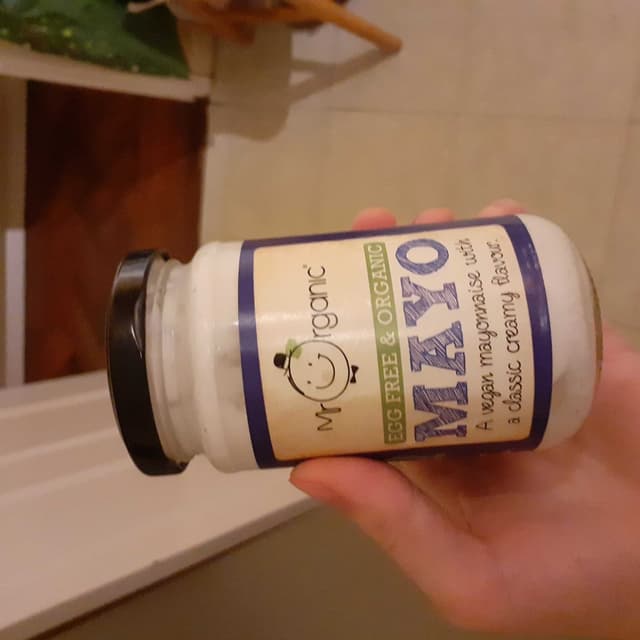 Mr Organic®
EGG FREE & ORGANIC
MAYO
A vegan mayonnaise with
a classic creamy flavour.